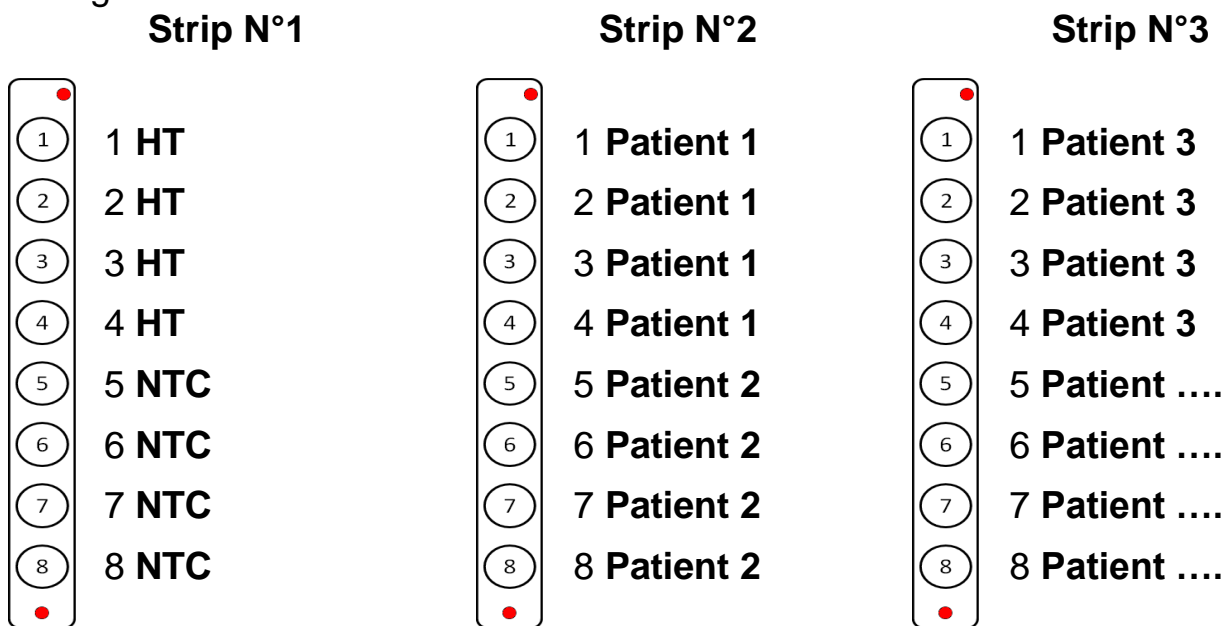 Strip N°1
1 1 HT
2 2 HT
3 3 HT
4 4 HT
5 5 NTC
6 6 NTC
7 7 NTC
8 8 NTC
Strip N°2
1 1 Patient 1
2 2 Patient 1
3 3 Patient 1
4 4 Patient 1
5 5 Patient 2
6 6 Patient 2
7 7 Patient 2
8 8 Patient 2
Strip N°3
1 1 Patient 3
2 2 Patient 3
3 3 Patient 3
4 4 Patient 3
5 5 Patient ....
6 6 Patient ....
7 7 Patient ....
8 8 Patient ....